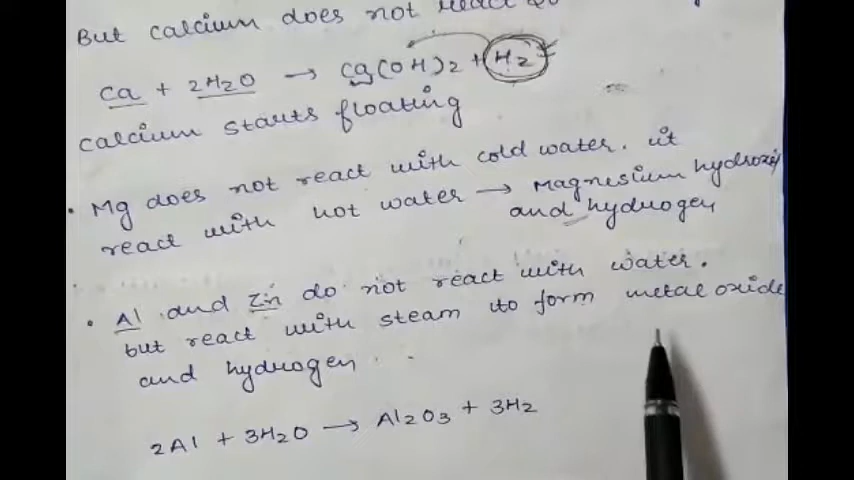 But calcium does not react
Ca + 2H2O → Ca(OH)2 + H2
calcium starts floating
• Mg does not react with cold water. it
react with hot water → Magnesium hydroxi
and hydrogen
• Al and Zn do not react with water.
but react with steam to form metal oxide
and hydrogen.
2Al + 3H2O → Al2O3 + 3H2